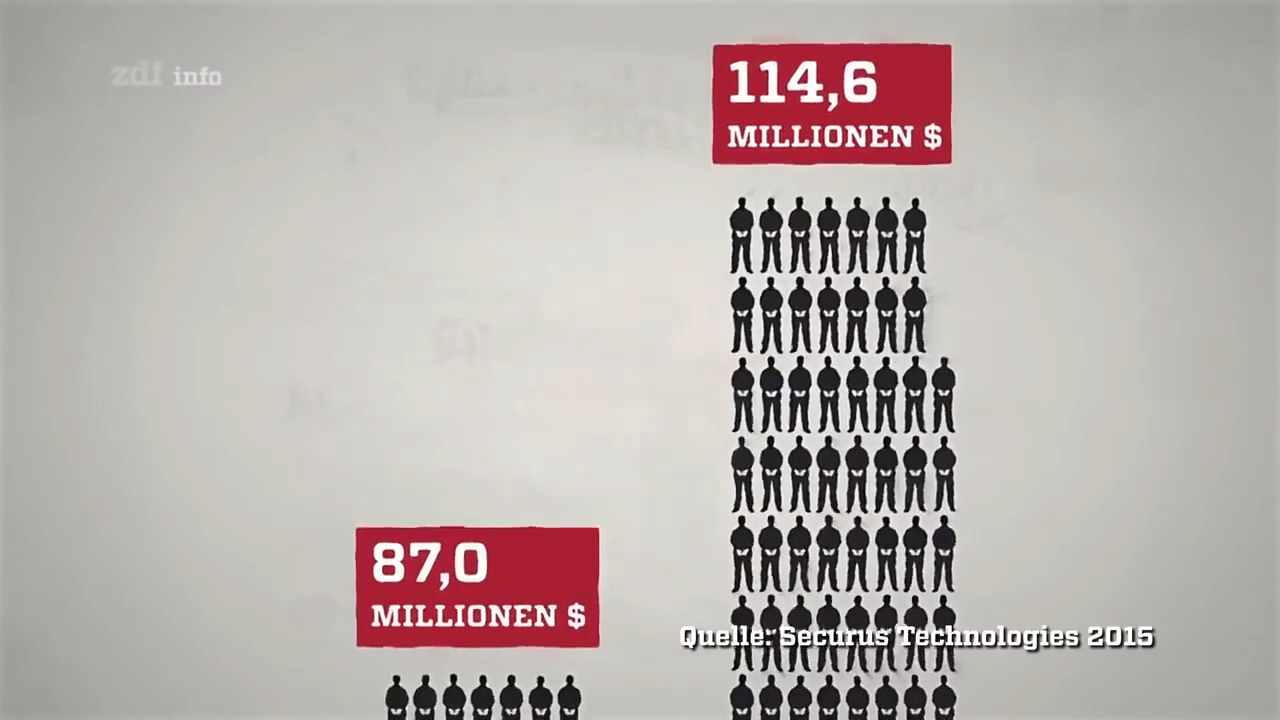 zdf info
114,6
MILLIONEN $
87,0
MILLIONEN $
Quelle: Securus Technologies 2015